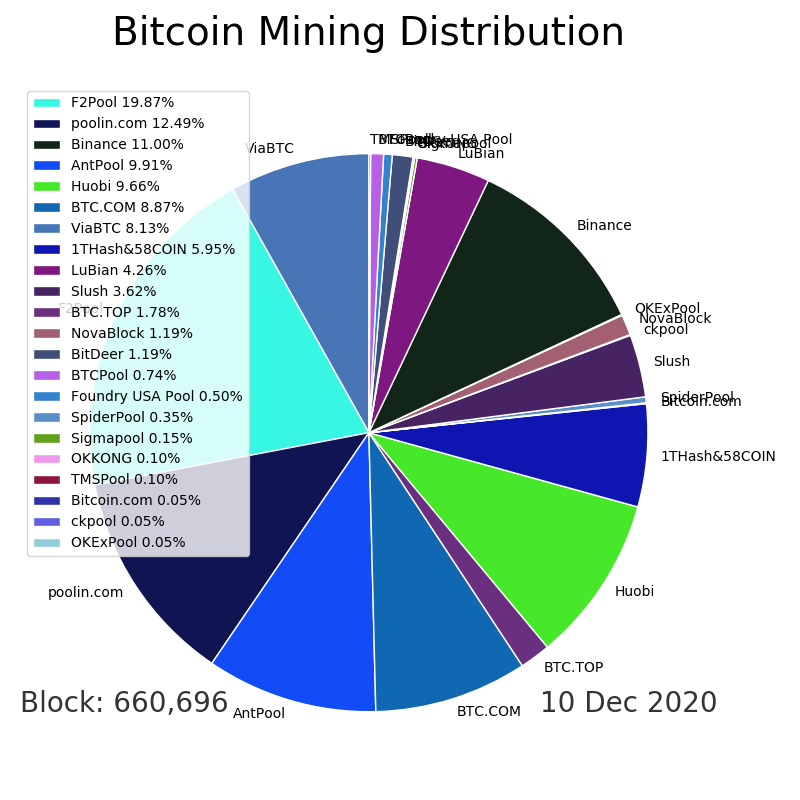 Bitcoin Mining Distribution
F2Pool 19.87%
poolin.com 12.49%
Binance 11.00%
AntPool 9.91%
Huobi 9.66%
BTC.COM 8.87%
ViaBTC 8.13%
1THash&58COIN 5.95%
LuBian 4.26%
Slush 3.62%
BTC.TOP 1.78%
NovaBlock 1.19%
BitDeer 1.19%
BTCPool 0.74%
Foundry USA Pool 0.50%
SpiderPool 0.35%
Sigmapool 0.15%
OKKONG 0.10%
TMSPool 0.10%
Bitcoin.com 0.05%
ckpool 0.05%
OKExPool 0.05%
ViaBTC
F2Pool
poolin.com
AntPool
BTC.COM
BTC.TOP
Huobi
1THash&58COIN
Bitcoin.com
SpiderPool
Slush
ckpool
NovaBlock
OKExPool
Binance
LuBian
Foundry USA Pool
Block: 660,696
10 Dec 2020